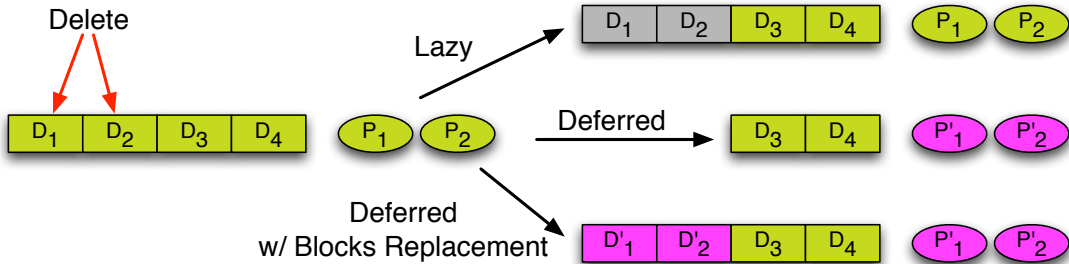 Delete
D1 D2 D3 D4 P1 P2
Lazy
D1 D2 D3 D4 P1 P2
Deferred
D3 D4 P'1 P'2
Deferred
w/ Blocks Replacement
D'1 D'2 D3 D4 P'1 P'2